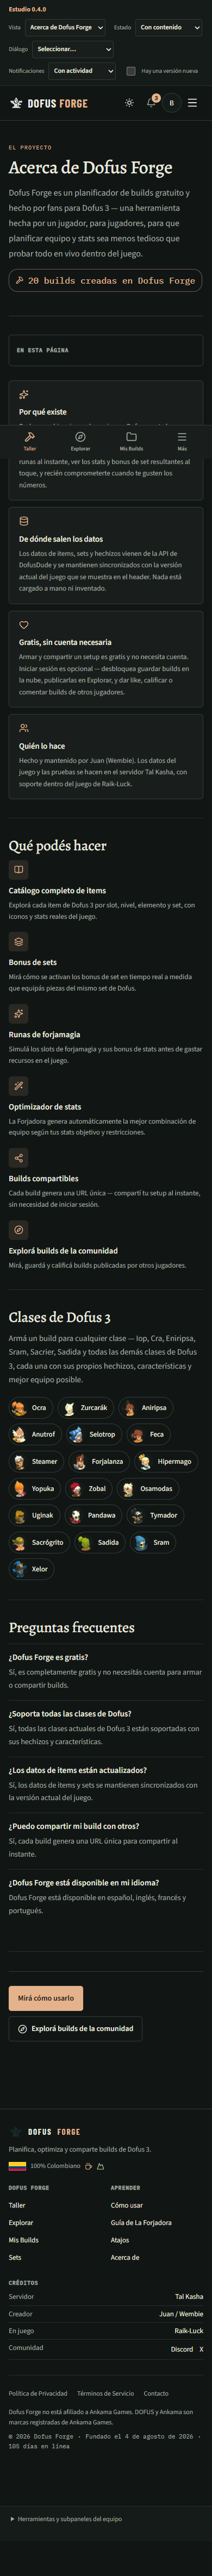 Estudio 0.4.0
Vista Acerca de Dofus Forge Estado Con contenido
Diálogo Seleccionar...
Notificaciones Con actividad Hay una versión nueva
DOFUS FORGE 3 B
EL PROYECTO
Acerca de Dofus Forge
Dofus Forge es un planificador de builds gratuito y
hecho por fans para Dofus 3 — una herramienta
hecha por un jugador, para jugadores, para que
planificar equipo y stats sea menos tedioso que
probarlo todo en vivo dentro del juego.
20 builds creadas en Dofus Forge
EN ESTA PÁGINA
Por qué existe
Taller Explorar Mis Builds Más
runas al instante, ver los stats y bonus de set resultantes al
toque, y recién comprometerte cuando te gusten los
números.
De dónde salen los datos
Los datos de items, sets y hechizos vienen de la API de
DofusDude y se mantienen sincronizados con la versión
actual del juego que se muestra en el header. Nada está
cargado a mano ni inventado.
Gratis, sin cuenta necesaria
Armar y compartir un setup es gratis y no necesita cuenta.
Iniciar sesión es opcional — desbloquea guardar builds en
la nube, publicarlas en Explorar, y dar like, calificar o
comentar builds de otros jugadores.
Quién lo hace
Hecho y mantenido por Juan (Wembie). Los datos del
juego y las pruebas se hacen en el servidor Tal Kasha, con
soporte dentro del juego de Raik-Luck.
Qué podés hacer
Catálogo completo de items
Explorá cada item de Dofus 3 por slot, nivel, elemento y set, con
iconos y stats reales del juego.
Bonus de sets
Mirá cómo se activan los bonus de set en tiempo real a medida
que equipás piezas del mismo set de Dofus.
Runas de forjamagia
Simulá los slots de forjamagia y sus bonus de stats antes de gastar
recursos en el juego.
Optimizador de stats
La Forjadora genera automáticamente la mejor combinación de
equipo según tus stats objetivo y restricciones.
Builds compartibles
Cada build genera una URL única — compartí tu setup al instante,
sin necesidad de iniciar sesión.
Explorá builds de la comunidad
Mirá, guardá y calificá builds publicadas por otros jugadores.
Clases de Dofus 3
Armá un build para cualquier clase — Iop, Cra, Eniripsa,
Sram, Sacrier, Sadida y todas las demás clases de Dofus
3, cada una con sus propios hechizos, características y
mejor equipo posible.
Ocra Zurcarák Aniripsa
Anutrof Selotrop Feca
Steamer Forjalanza Hipermago
Yopuka Zobal Osamodas
Uginak Pandawa Tymador
Sacrógrito Sadida Sram
Xelor
Preguntas frecuentes
¿Dofus Forge es gratis?
Sí, es completamente gratis y no necesitás cuenta para armar
o compartir builds.
¿Soporta todas las clases de Dofus?
Sí, todas las clases actuales de Dofus 3 están soportadas con
sus hechizos y características.
¿Los datos de items están actualizados?
Sí, los datos de items y sets se mantienen sincronizados con
la versión actual del juego.
¿Puedo compartir mi build con otros?
Sí, cada build genera una URL única para compartir al
instante.
¿Dofus Forge está disponible en mi idioma?
Dofus Forge está disponible en español, inglés, francés y
portugués.
Mirá cómo usarlo
Explorá builds de la comunidad
DOFUS FORGE
Planifica, optimiza y comparte builds de Dofus 3.
100% Colombiano
DOFUS FORGE APRENDER
Taller Cómo usar
Explorar Guía de La Forjadora
Mis Builds Atajos
Sets Acerca de
CRÉDITOS
Servidor Tal Kasha
Creador Juan / Wembie
En juego Raik-Luck
Comunidad Discord X
Política de Privacidad Términos de Servicio Contacto
Dofus Forge no está afiliado a Ankama Games. DOFUS y Ankama son
marcas registradas de Ankama Games.
© 2026 Dofus Forge · Fundado el 4 de agosto de 2026 ·
105 días en línea
Herramientas y subpaneles del equipo